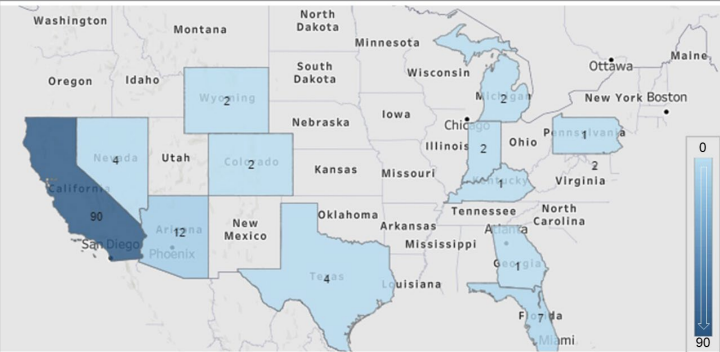 Washington
Montana
North
Dakota
Minnesota
Maine
Ottawa
Oregon
Idaho
South
Dakota
Wisconsin
Wyoming
2
Michigan
2
New York
Boston
Nebraska
Iowa
Chicago
Illinois
2
Ohio
Pennsylvania
1
0
Nevada
4
Utah
Colorado
2
Kansas
Missouri
Kentucky
1
2
Virginia
California
90
Arizona
12
New
Mexico
Oklahoma
Arkansas
Tennessee
North
Carolina
San Diego
Phoenix
Mississippi
Atlanta
Georgia
1
Texas
4
Louisiana
Florida
7
Miami
90